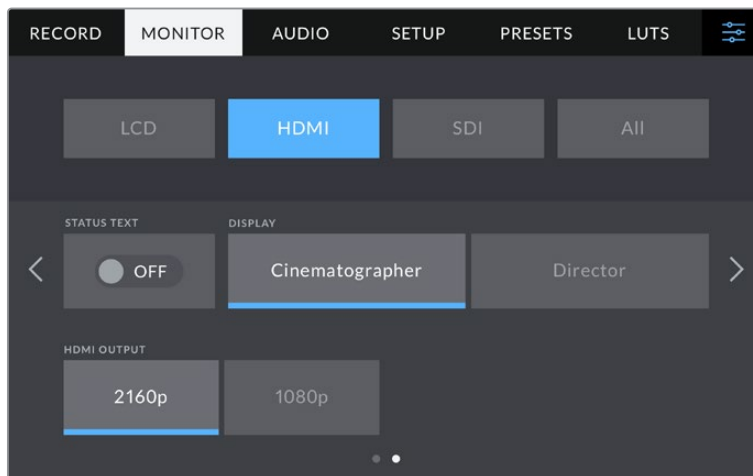 RECORD MONITOR AUDIO SETUP PRESETS LUTS
LCD HDMI SDI All
STATUS TEXT DISPLAY
OFF Cinematographer Director
HDMI OUTPUT
2160p 1080p